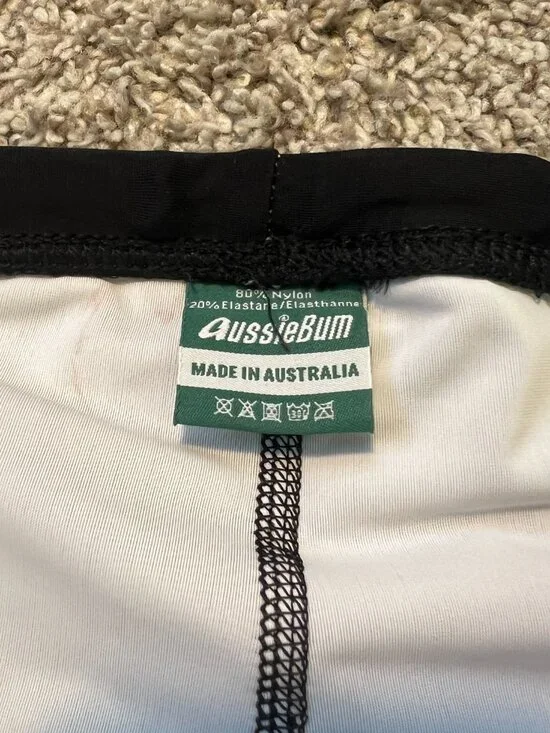 80% Nylon
20% Elastane/Elasthanne
aussieBum
MADE IN AUSTRALIA